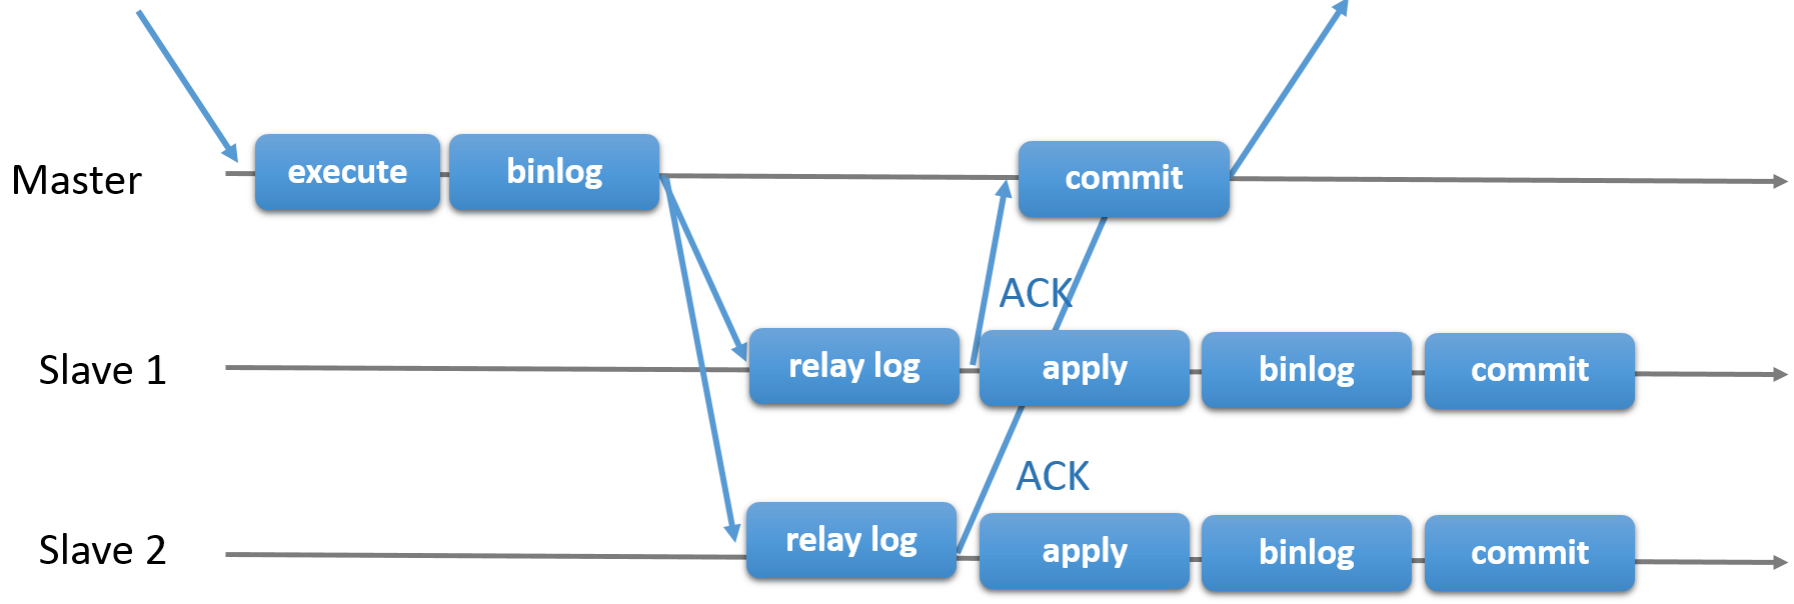 Master
execute
binlog
commit
ACK
Slave 1
relay log
apply
binlog
commit
ACK
Slave 2
relay log
apply
binlog
commit